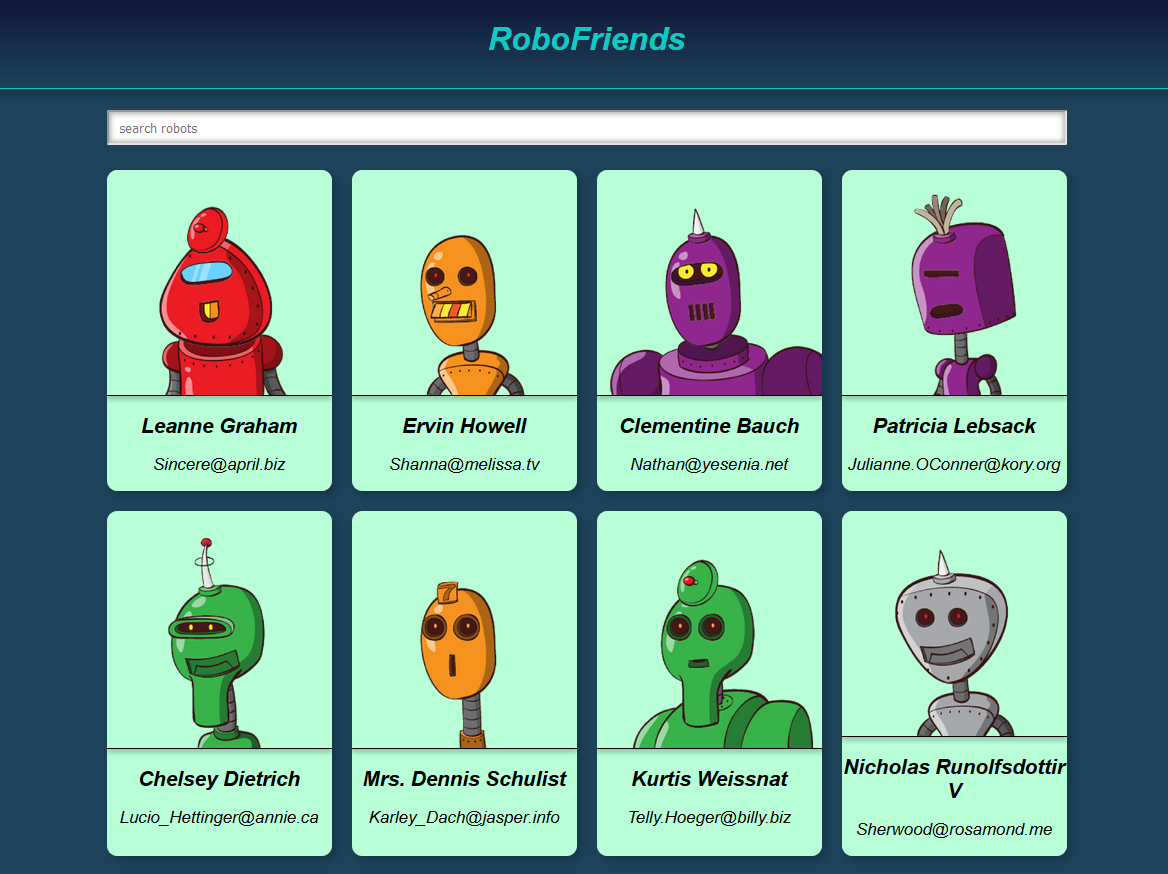 RoboFriends
search robots
Leanne Graham
Sincere@april.biz
Ervin Howell
Shanna@melissa.tv
Clementine Bauch
Nathan@yesenia.net
Patricia Lebsack
Julianne.OConner@kory.org
7
Chelsey Dietrich
Lucio_Hettinger@annie.ca
Mrs. Dennis Schulist
Karley_Dach@jasper.info
Kurtis Weissnat
Telly.Hoeger@billy.biz
Nicholas Runolfsdottir
V
Sherwood@rosamond.me